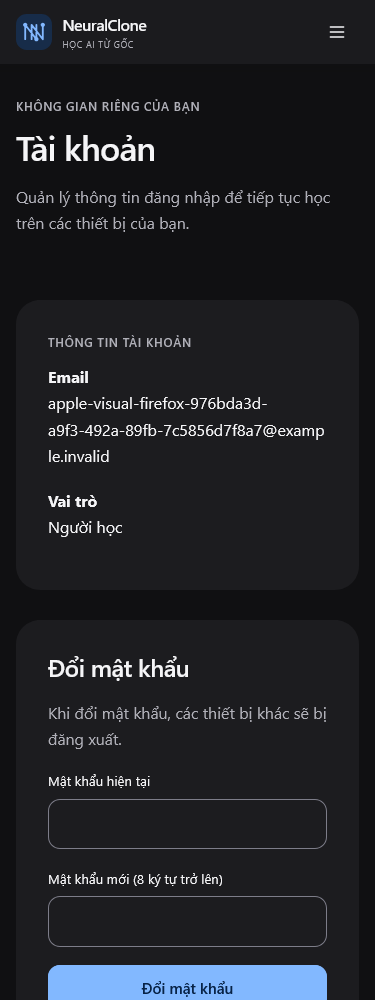 NeuralClone
HỌC AI TỪ GỐC
KHÔNG GIAN RIÊNG CỦA BẠN
Tài khoản
Quản lý thông tin đăng nhập để tiếp tục học
trên các thiết bị của bạn.
THÔNG TIN TÀI KHOẢN
Email
apple-visual-firefox-976bda3d-
a9f3-492a-89fb-7c5856d7f8a7@examp
le.invalid
Vai trò
Người học
Đổi mật khẩu
Khi đổi mật khẩu, các thiết bị khác sẽ bị
đăng xuất.
Mật khẩu hiện tại
Mật khẩu mới (8 ký tự trở lên)
Đổi mật khẩu